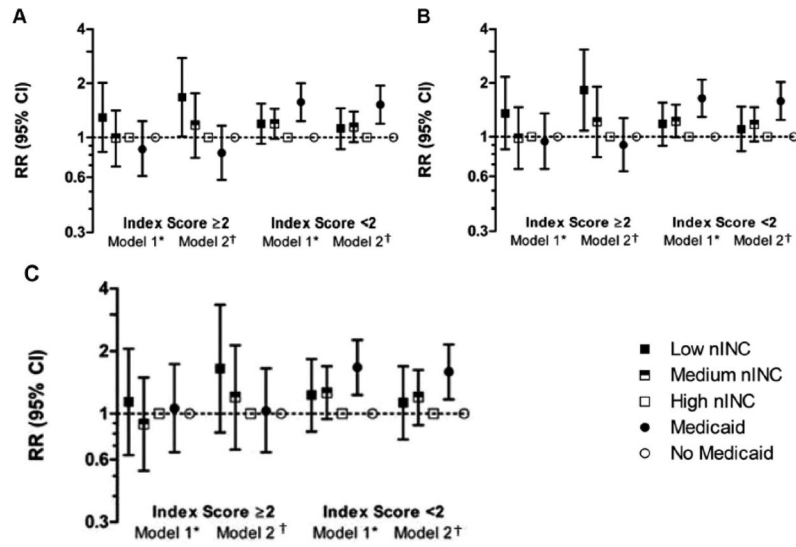 A
B
4
2
1
0.6
0.3
RR (95% CI)
Index Score ≥2
Index Score <2
Model 1*
Model 2†
Model 1*
Model 2†
4
2
1
0.6
0.3
RR (95% CI)
Index Score ≥2
Index Score <2
Model 1*
Model 2†
Model 1*
Model 2†
C
4
2
1
0.6
0.3
RR (95% CI)
Index Score ≥2
Index Score <2
Model 1*
Model 2†
Model 1*
Model 2†
Low nINC
Medium nINC
High nINC
Medicaid
No Medicaid